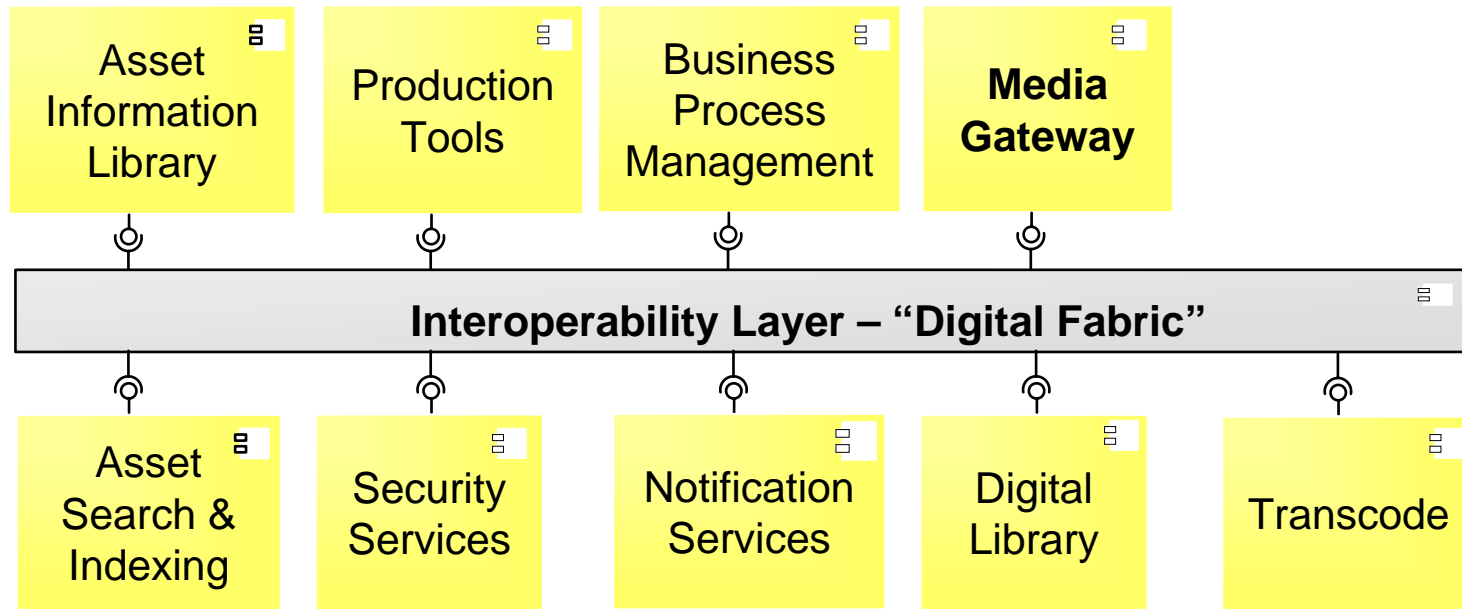 Asset
Information
Library
Production
Tools
Business
Process
Management
Media
Gateway
Interoperability Layer – “Digital Fabric”
Asset
Search &
Indexing
Security
Services
Notification
Services
Digital
Library
Transcode